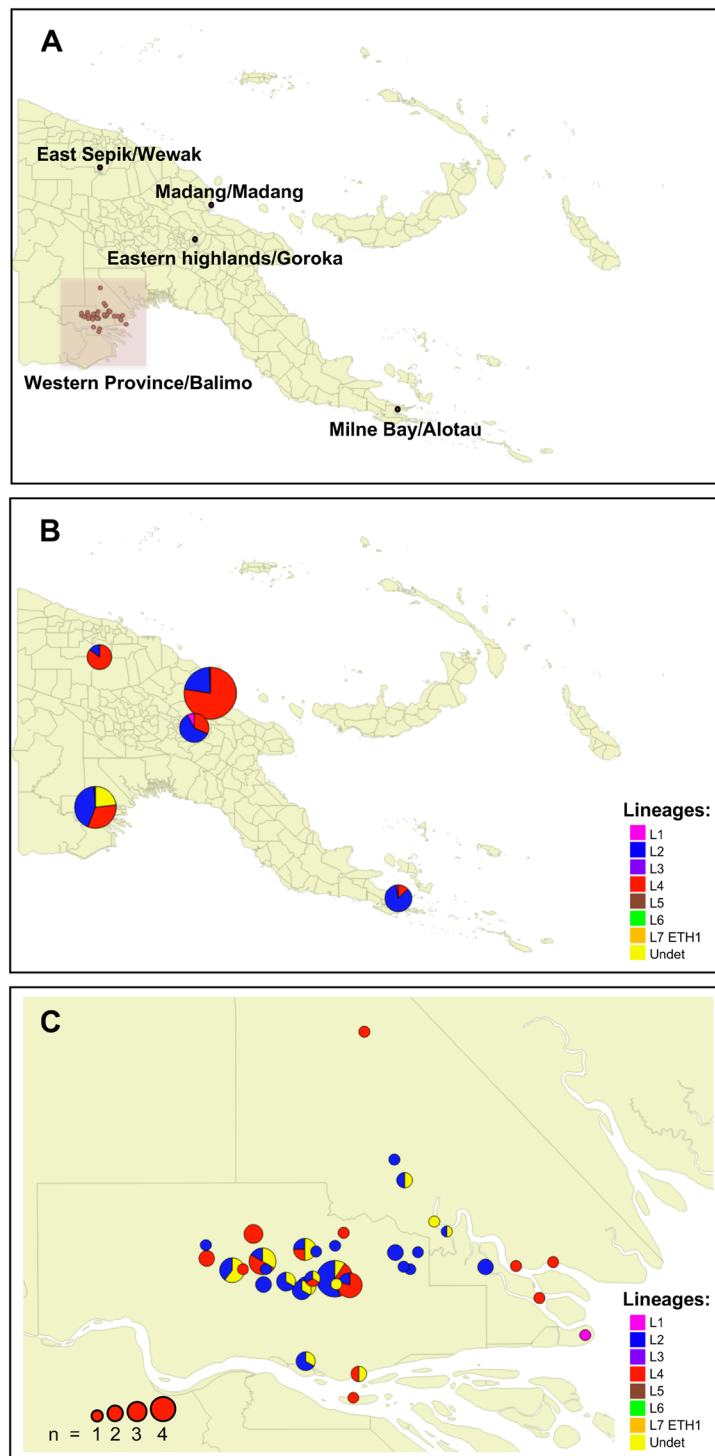 A
East Sepik/Wewak
Madang/Madang
Eastern highlands/Goroka
Western Province/Balimo
Milne Bay/Alotau
B
Lineages:
L1
L2
L3
L4
L5
L6
L7 ETH1
Undet
C
Lineages:
L1
L2
L3
L4
L5
L6
L7 ETH1
Undet
n = 1 2 3 4